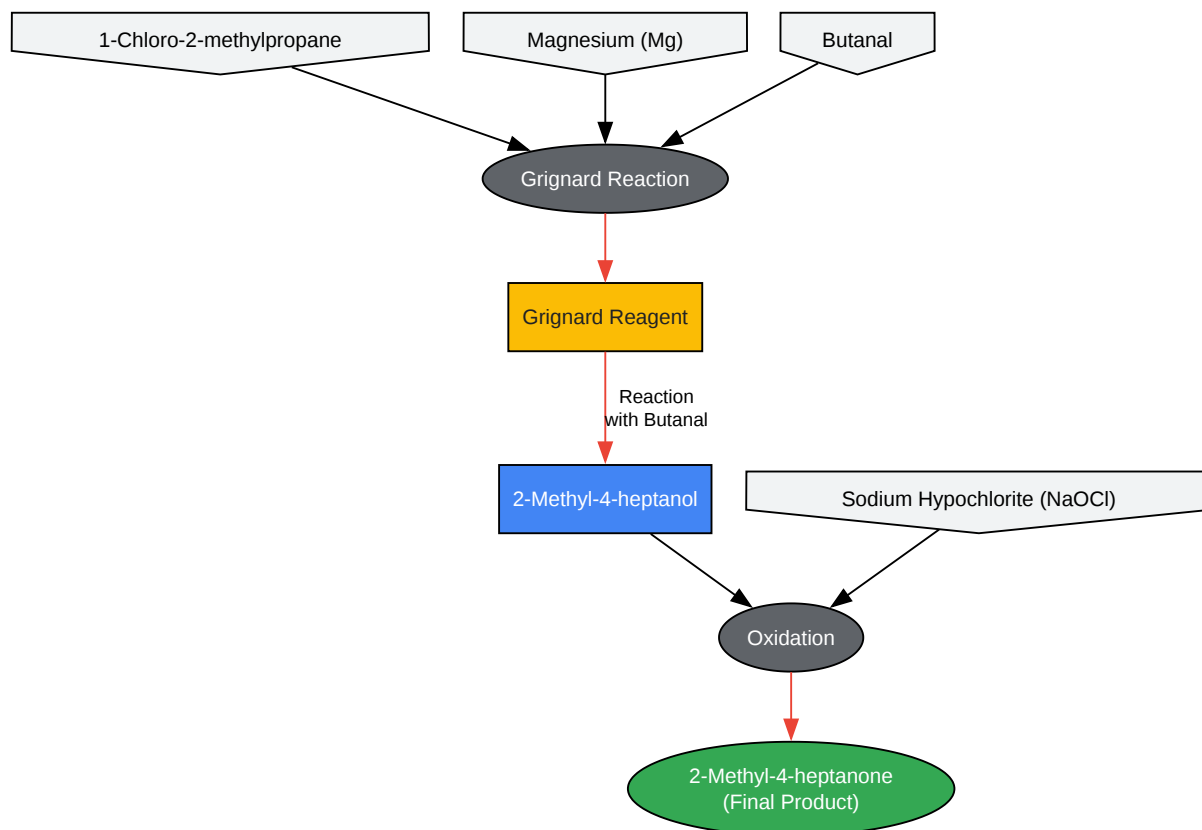 1-Chloro-2-methylpropane
Magnesium (Mg)
Butanal
Grignard Reaction
Grignard Reagent
Reaction
with Butanal
2-Methyl-4-heptanol
Sodium Hypochlorite (NaOCl)
Oxidation
2-Methyl-4-heptanone
(Final Product)